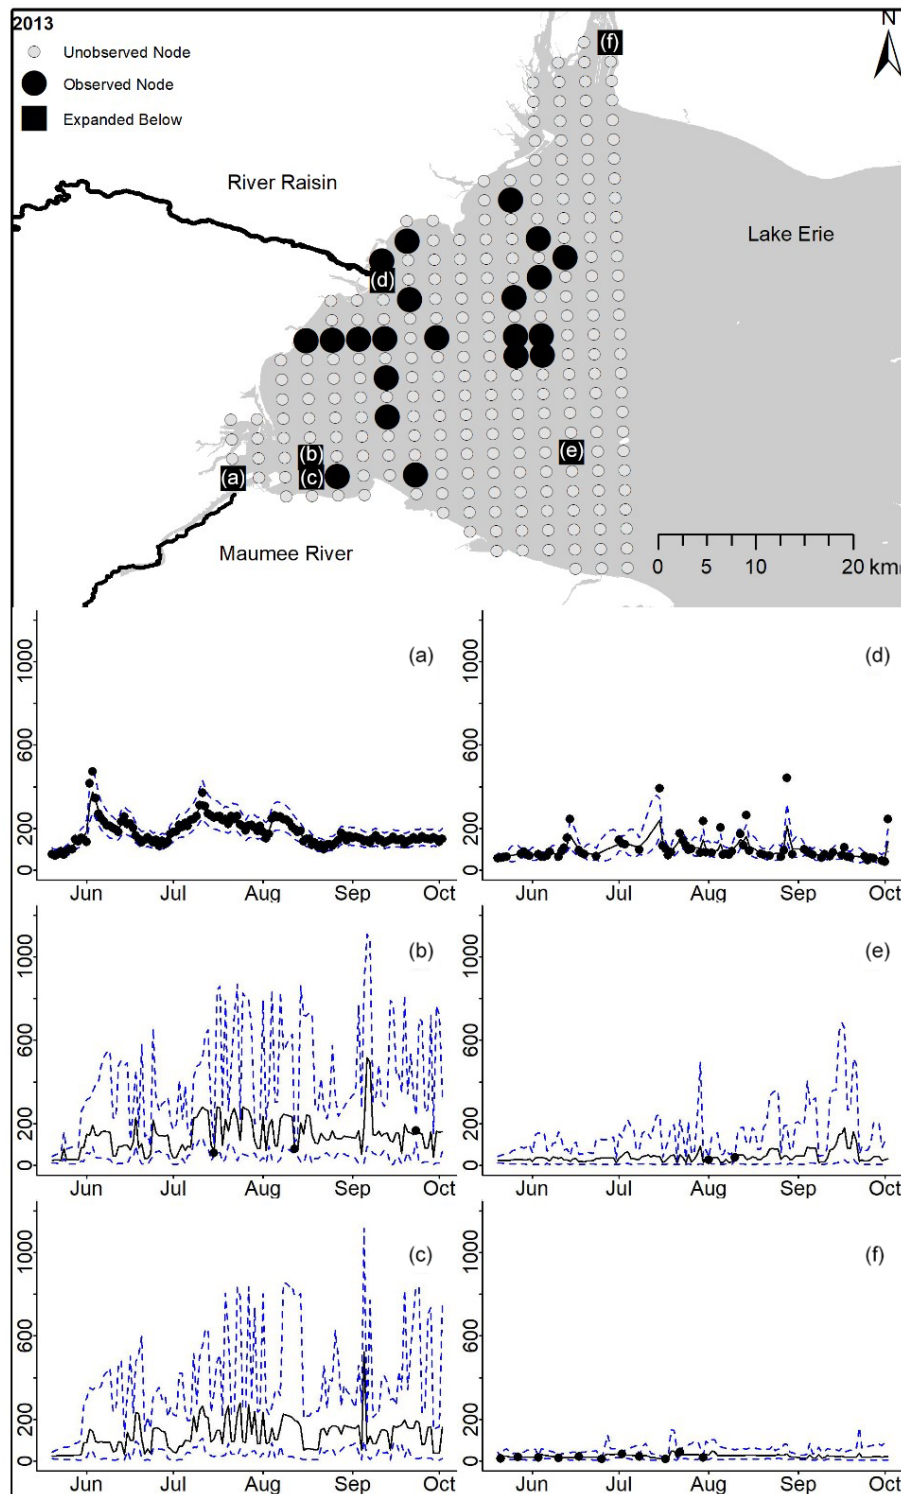 2013
N
Unobserved Node
Observed Node
Expanded Below
(f)
River Raisin
Lake Erie
(d)
(b)
(e)
(a)
(c)
Maumee River
0 5 10 20 km
(a)
0 200 600 1000
Jun Jul Aug Sep Oct
(d)
0 200 600 1000
Jun Jul Aug Sep Oct
(b)
0 200 600 1000
Jun Jul Aug Sep Oct
(e)
0 200 600 1000
Jun Jul Aug Sep Oct
(c)
0 200 600 1000
Jun Jul Aug Sep Oct
(f)
0 200 600 1000
Jun Jul Aug Sep Oct